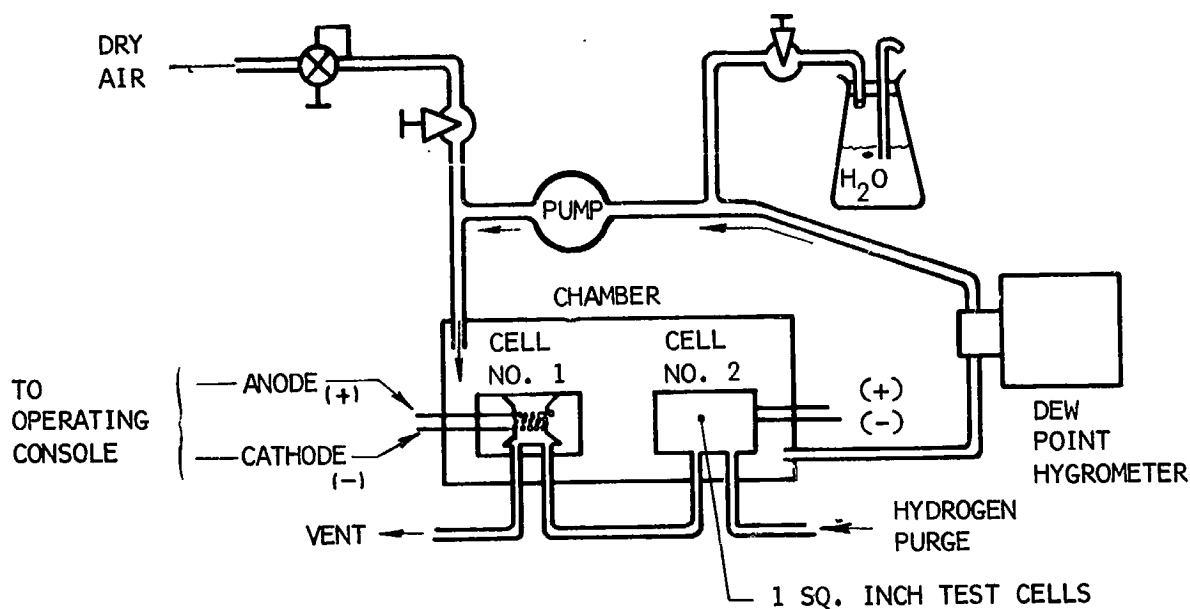 DRY
AIR
H2O
PUMP
CHAMBER
CELL
NO. 1
CELL
NO. 2
TO
OPERATING
CONSOLE
ANODE (+)
CATHODE (-)
(+)
(-)
DEW
POINT
HYGROMETER
VENT
HYDROGEN
PURGE
1 SQ. INCH TEST CELLS